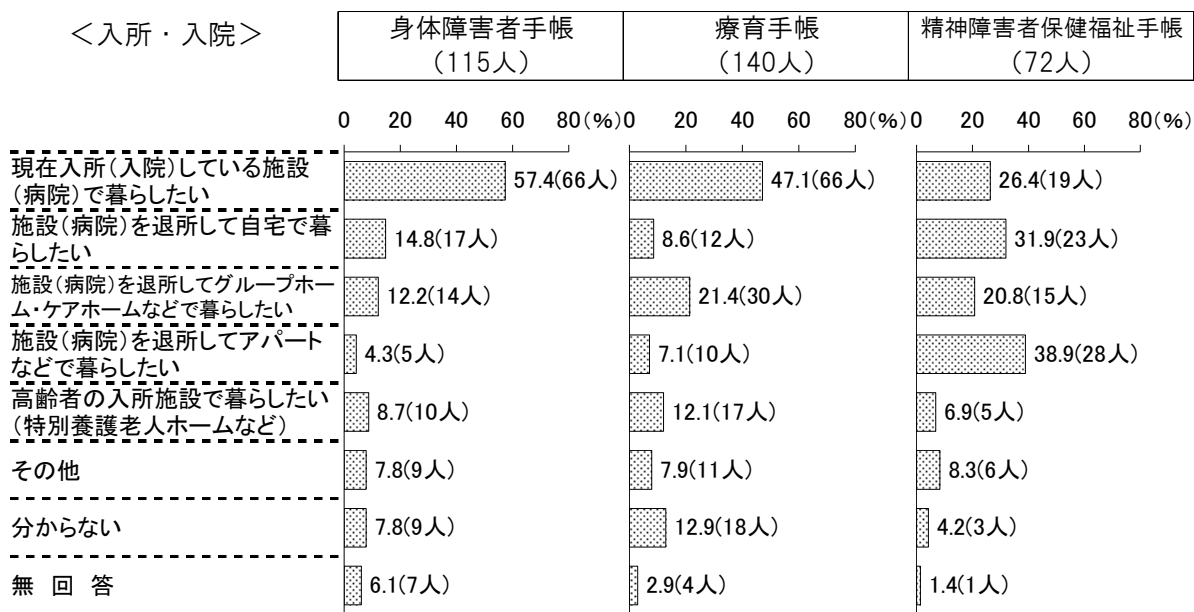 ＜入所・入院＞
身体障害者手帳
（115人）
療育手帳
（140人）
精神障害者保健福祉手帳
（72人）
0 20 40 60 80(%)
0 20 40 60 80(%)
0 20 40 60 80(%)
現在入所(入院)している施設
(病院)で暮らしたい
57.4(66人)
47.1(66人)
26.4(19人)
施設(病院)を退所して自宅で暮
らしたい
14.8(17人)
8.6(12人)
31.9(23人)
施設(病院)を退所してグループホー
ム・ケアホームなどで暮らしたい
12.2(14人)
21.4(30人)
20.8(15人)
施設(病院)を退所してアパート
などで暮らしたい
4.3(5人)
7.1(10人)
38.9(28人)
高齢者の入所施設で暮らしたい
(特別養護老人ホームなど)
8.7(10人)
12.1(17人)
6.9(5人)
その他
7.8(9人)
7.9(11人)
8.3(6人)
分からない
7.8(9人)
12.9(18人)
4.2(3人)
無 回 答
6.1(7人)
2.9(4人)
1.4(1人)